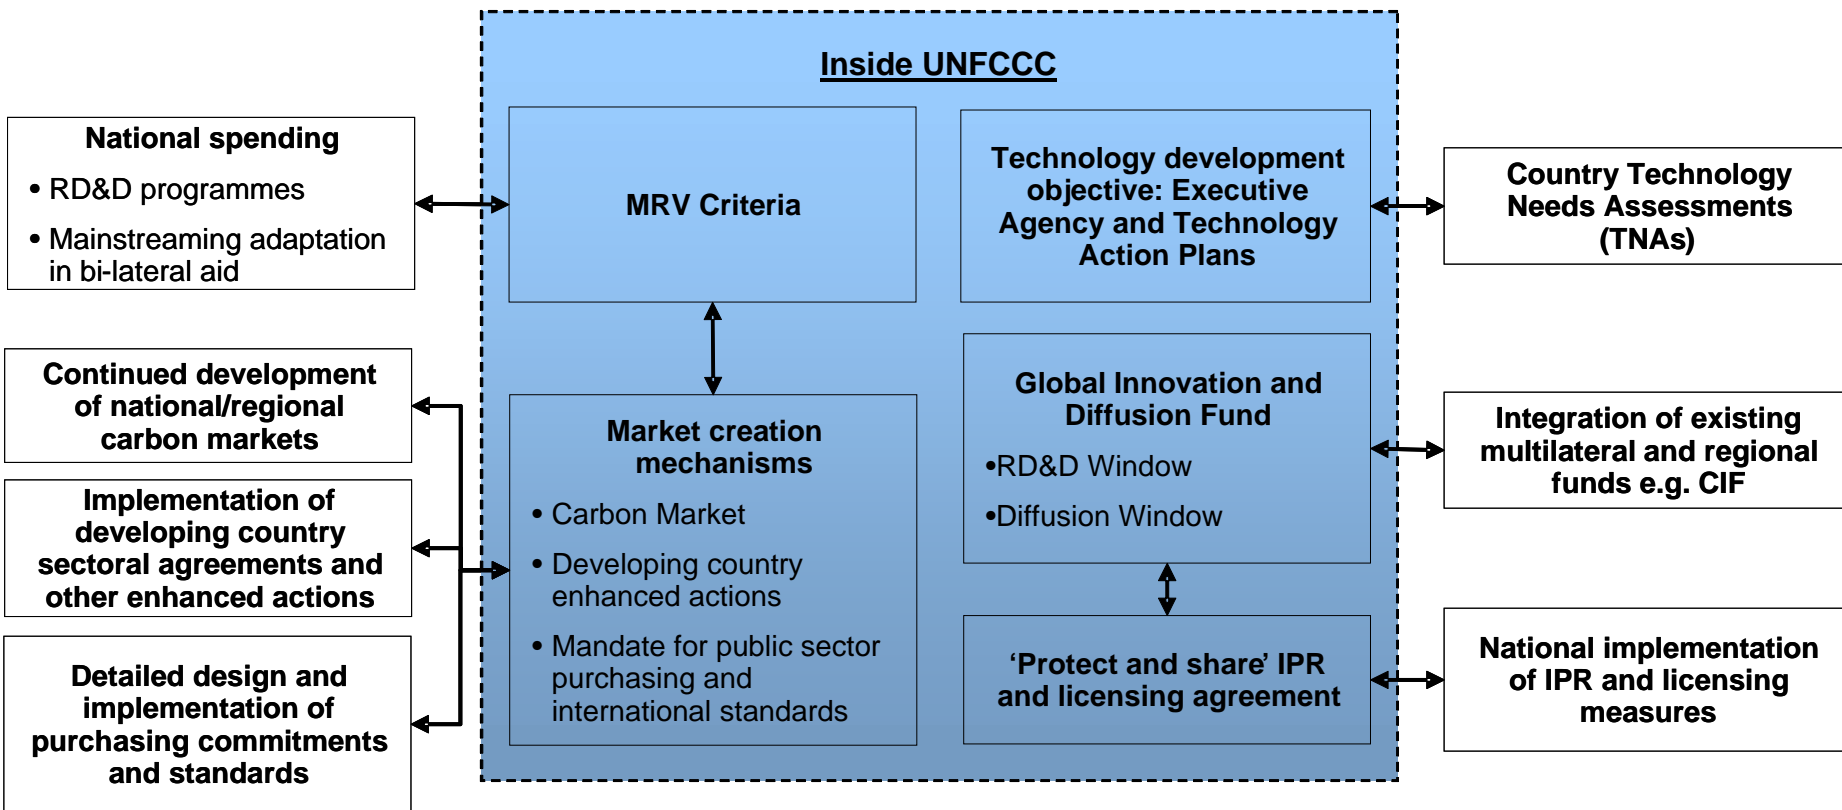 Inside UNFCCC
National spending
• RD&D programmes
• Mainstreaming adaptation
in bi-lateral aid
Continued development
of national/regional
carbon markets
Implementation of
developing country
sectoral agreements and
other enhanced actions
Detailed design and
implementation of
purchasing commitments
and standards
MRV Criteria
Market creation
mechanisms
• Carbon Market
• Developing country
enhanced actions
• Mandate for public sector
purchasing and
international standards
Technology development
objective: Executive
Agency and Technology
Action Plans
Global Innovation and
Diffusion Fund
•RD&D Window
•Diffusion Window
‘Protect and share’ IPR
and licensing agreement
Country Technology
Needs Assessments
(TNAs)
Integration of existing
multilateral and regional
funds e.g. CIF
National implementation
of IPR and licensing
measures